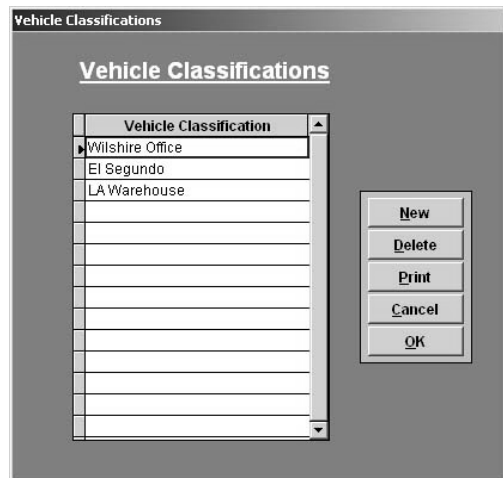 Vehicle Classifications
Vehicle Classifications
Vehicle Classification
Wilshire Office
El Segundo
LA Warehouse
New
Delete
Print
Cancel
OK